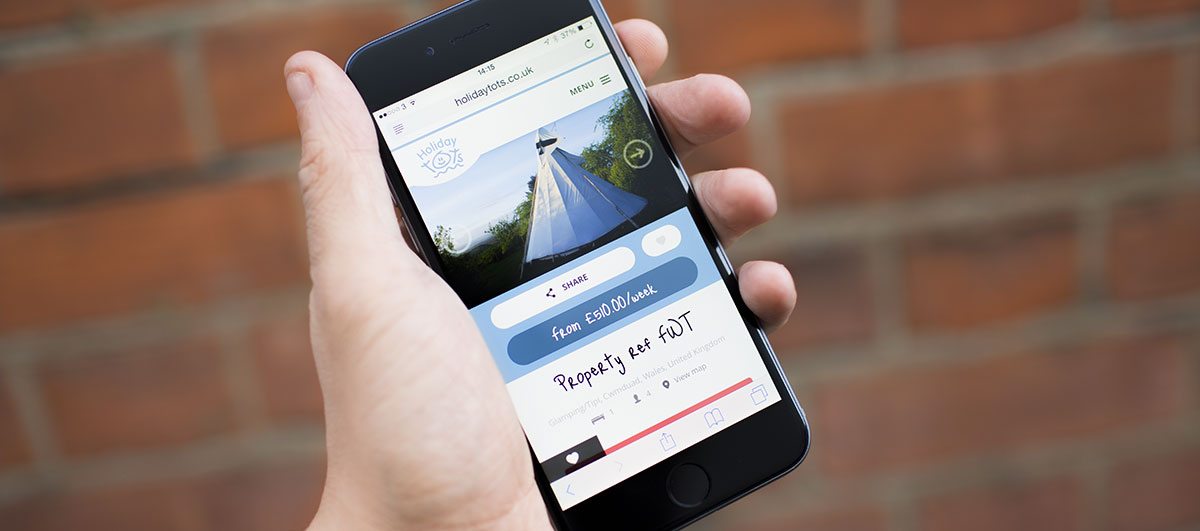 3 14:15 37%
holidaytots.co.uk
MENU
Holiday
tots
SHARE
from £510.00/week
Property ref FWT
Glamping/Tipi, Cwmduad, Wales, United Kingdom
1 4 View map